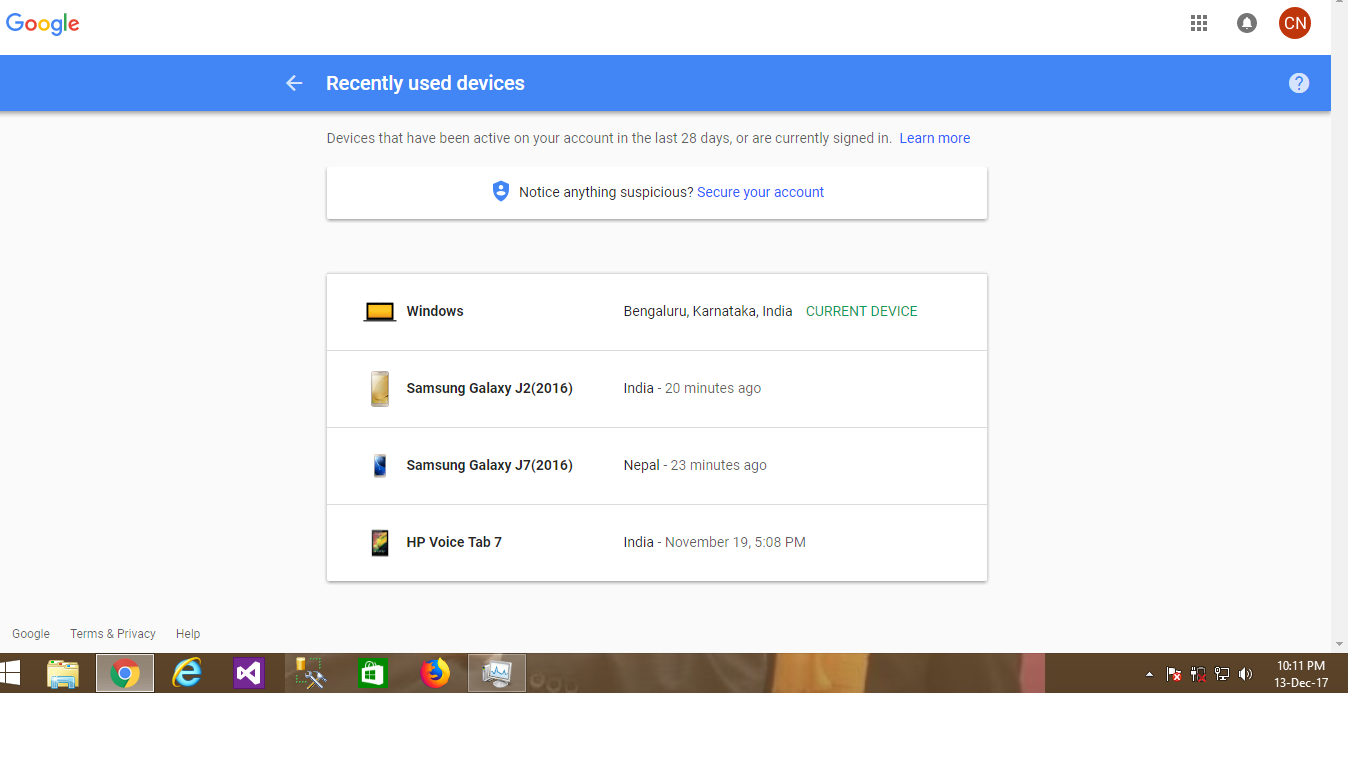 Google
CN
Recently used devices
?
Devices that have been active on your account in the last 28 days, or are currently signed in. Learn more
Notice anything suspicious? Secure your account
Windows Bengaluru, Karnataka, India CURRENT DEVICE
Samsung Galaxy J2(2016) India - 20 minutes ago
Samsung Galaxy J7(2016) Nepal - 23 minutes ago
HP Voice Tab 7 India - November 19, 5:08 PM
Google Terms & Privacy Help
10:11 PM
13-Dec-17